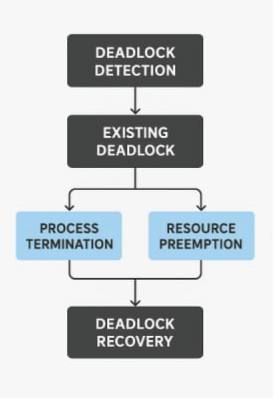 DEADLOCK
DETECTION
EXISTING
DEADLOCK
PROCESS
TERMINATION
RESOURCE
PREEMPTION
DEADLOCK
RECOVERY